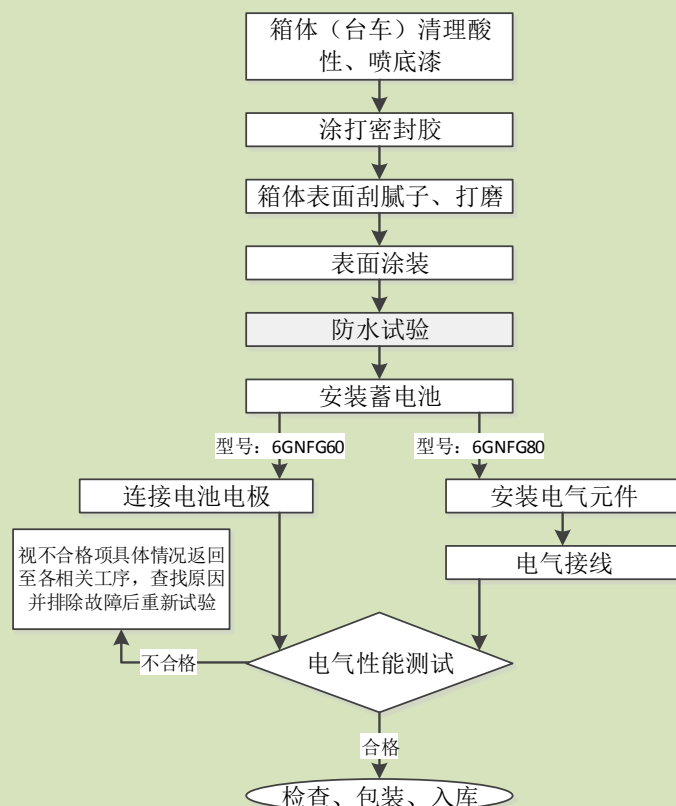 箱体（台车）清理酸
性、喷底漆
涂打密封胶
箱体表面刮腻子、打磨
表面涂装
防水试验
安装蓄电池
型号：6GNFG60
型号：6GNFG80
连接电池电极
安装电气元件
视不合格项具体情况返回
至各相关工序，查找原因
并排除故障后重新试验
电气接线
电气性能测试
不合格
合格
检查、包装、入库